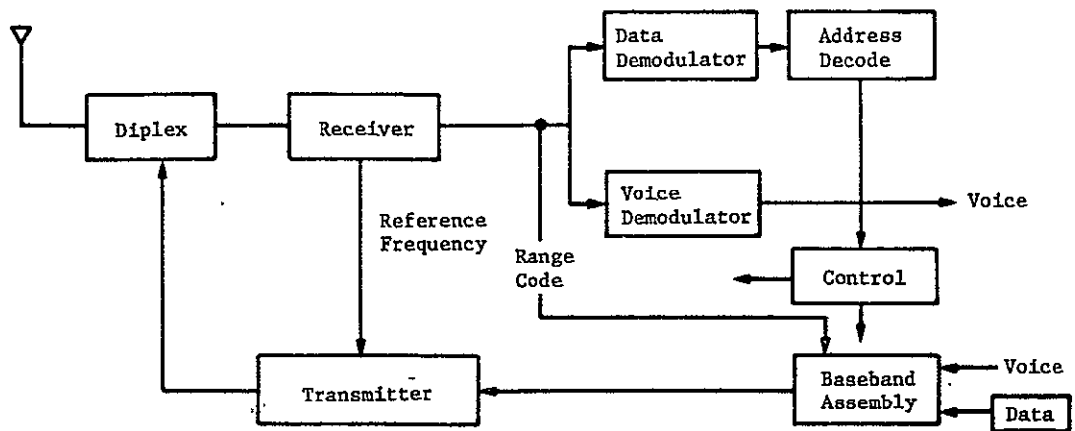 Data
Demodulator
Address
Decode
Diplex
Receiver
Voice
Demodulator
Voice
Reference
Frequency
Range
Code
Control
Transmitter
Baseband
Assembly
Voice
Data